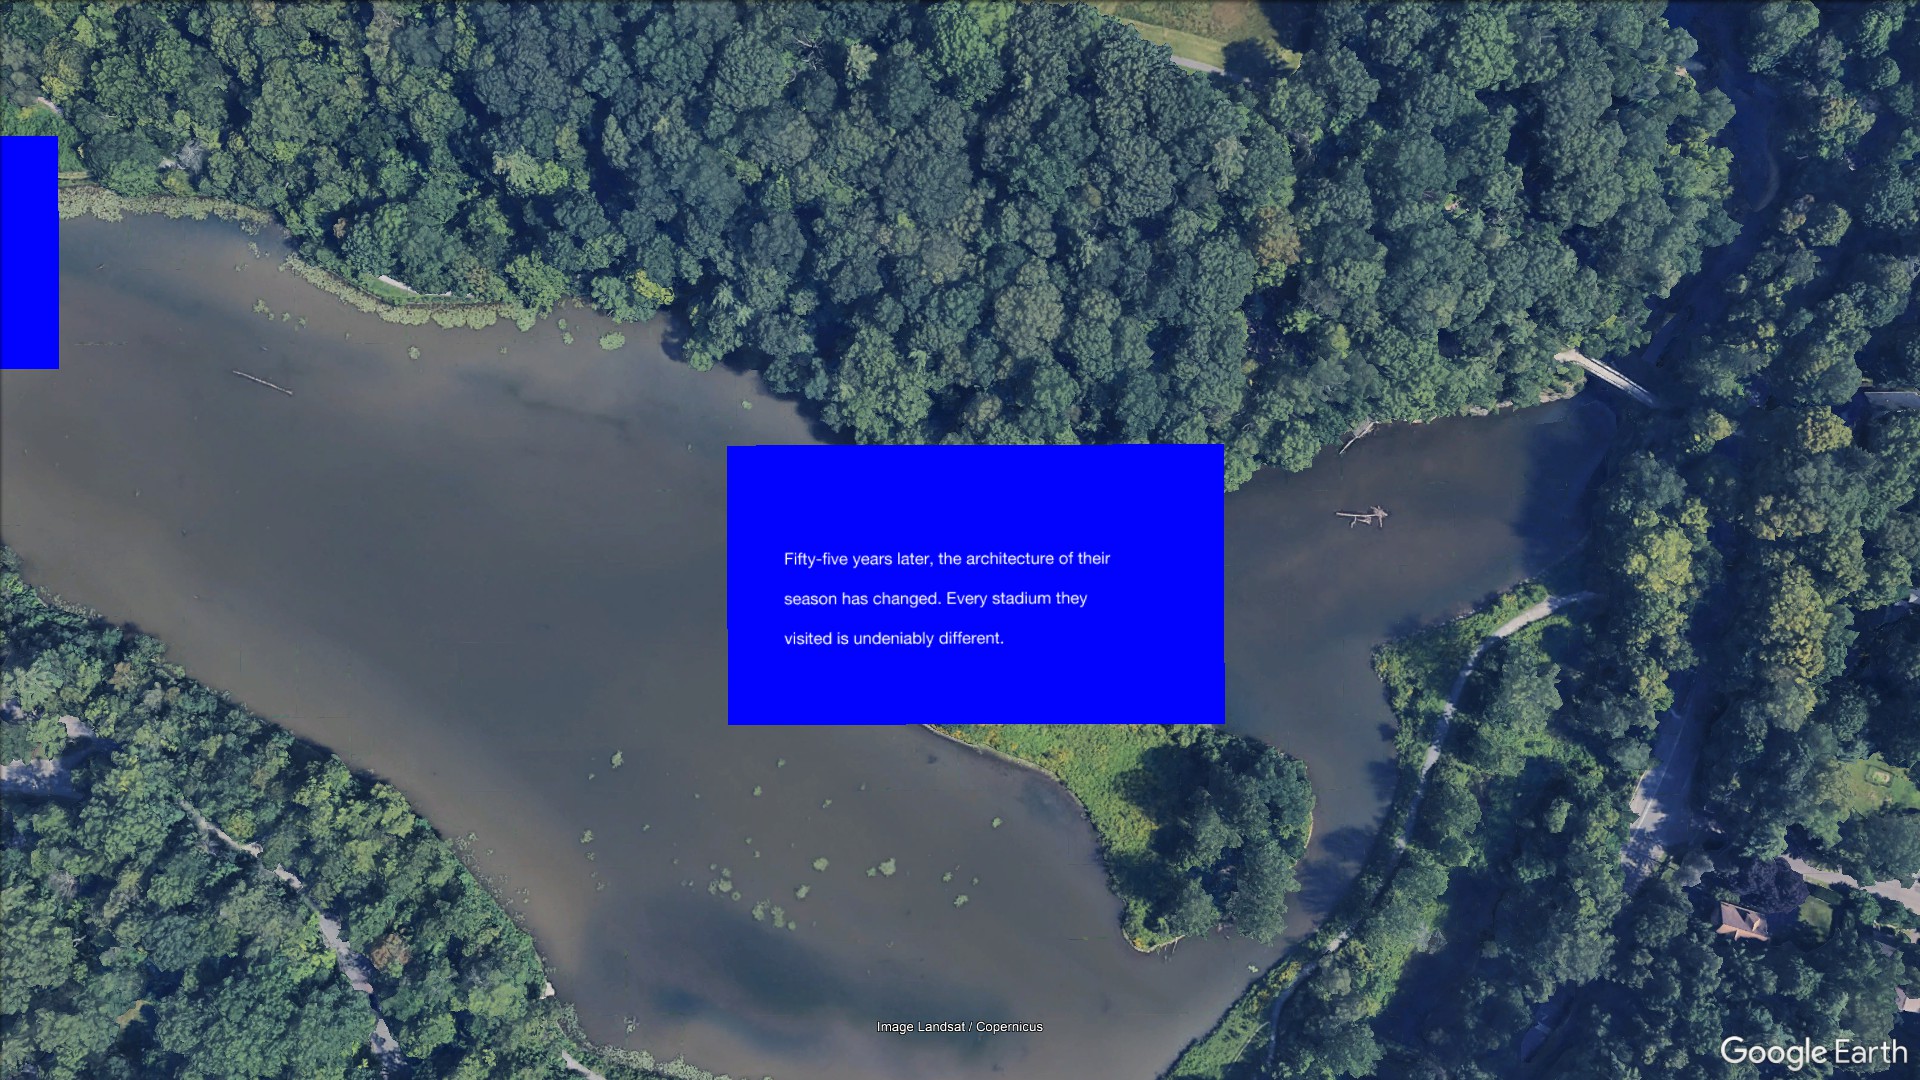 Fifty-five years later, the architecture of their
season has changed. Every stadium they
visited is undeniably different.
Image Landsat / Copernicus
Google Earth